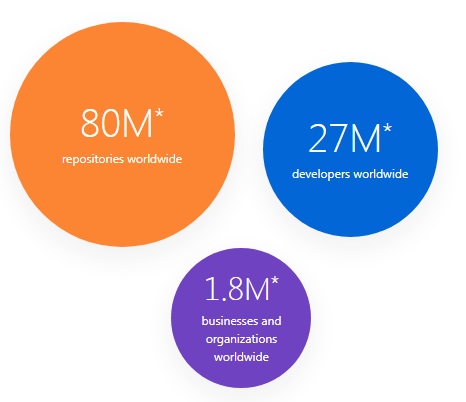 80M*
repositories worldwide
27M*
developers worldwide
1.8M*
businesses and
organizations
worldwide